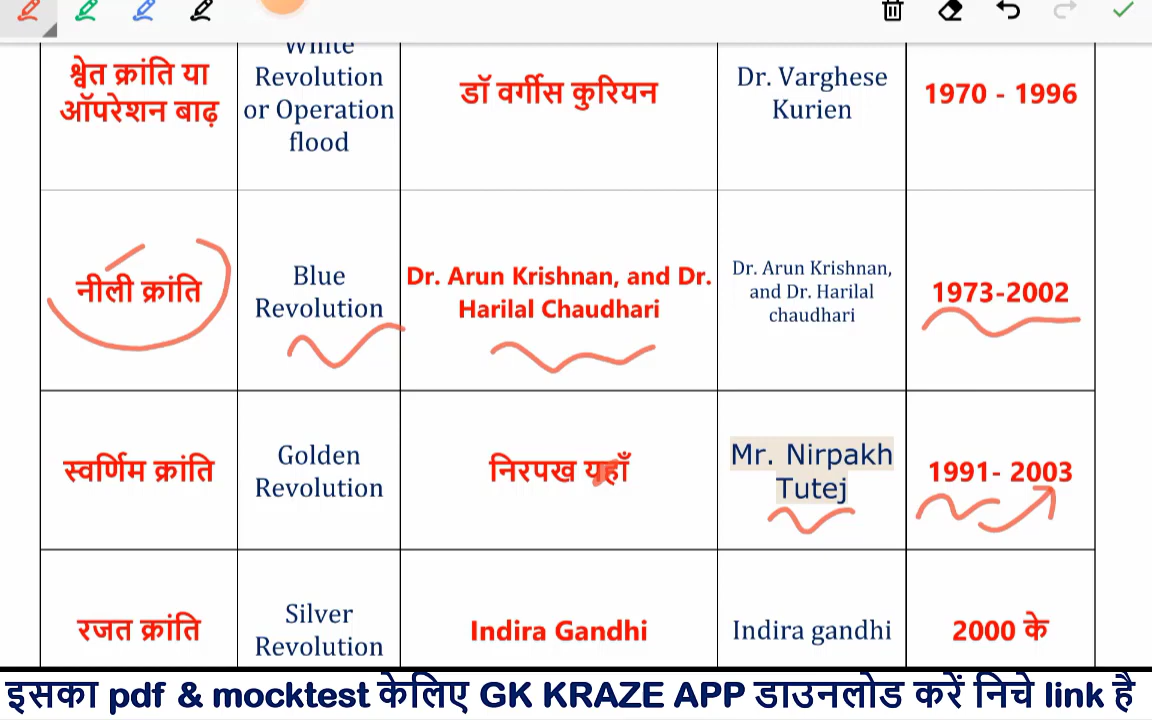 श्वेत क्रांति या
ऑपरेशन बाढ़
White
Revolution
or Operation
flood
डॉ वर्गीस कुरियन
Dr. Varghese
Kurien
1970 - 1996
नीली क्रांति
Blue
Revolution
Dr. Arun Krishnan, and Dr.
Harilal Chaudhari
Dr. Arun Krishnan,
and Dr. Harilal
chaudhari
1973-2002
स्वर्णिम क्रांति
Golden
Revolution
निरपख यहाँ
Mr. Nirpakh
Tutej
1991- 2003
रजत क्रांति
Silver
Revolution
Indira Gandhi
Indira gandhi
2000 के
इसका pdf & mocktest केलिए GK KRAZE APP डाउनलोड करें निचे link है